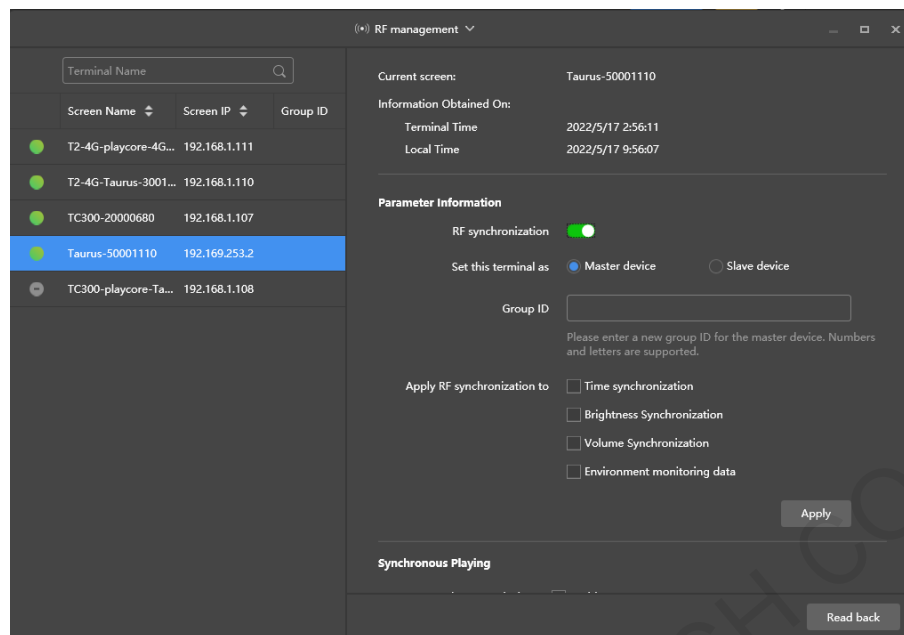 RF management
Terminal Name
Screen Name Screen IP Group ID
T2-4G-playcore-4G... 192.168.1.111
T2-4G-Taurus-3001... 192.168.1.110
TC300-20000680 192.168.1.107
Taurus-50001110 192.169.253.2
TC300-playcore-Ta... 192.168.1.108
Current screen: Taurus-50001110
Information Obtained On:
Terminal Time 2022/5/17 2:56:11
Local Time 2022/5/17 9:56:07
Parameter Information
RF synchronization
Set this terminal as Master device Slave device
Group ID
Please enter a new group ID for the master device. Numbers
and letters are supported.
Apply RF synchronization to Time synchronization
Brightness Synchronization
Volume Synchronization
Environment monitoring data
Apply
Synchronous Playing
Read back